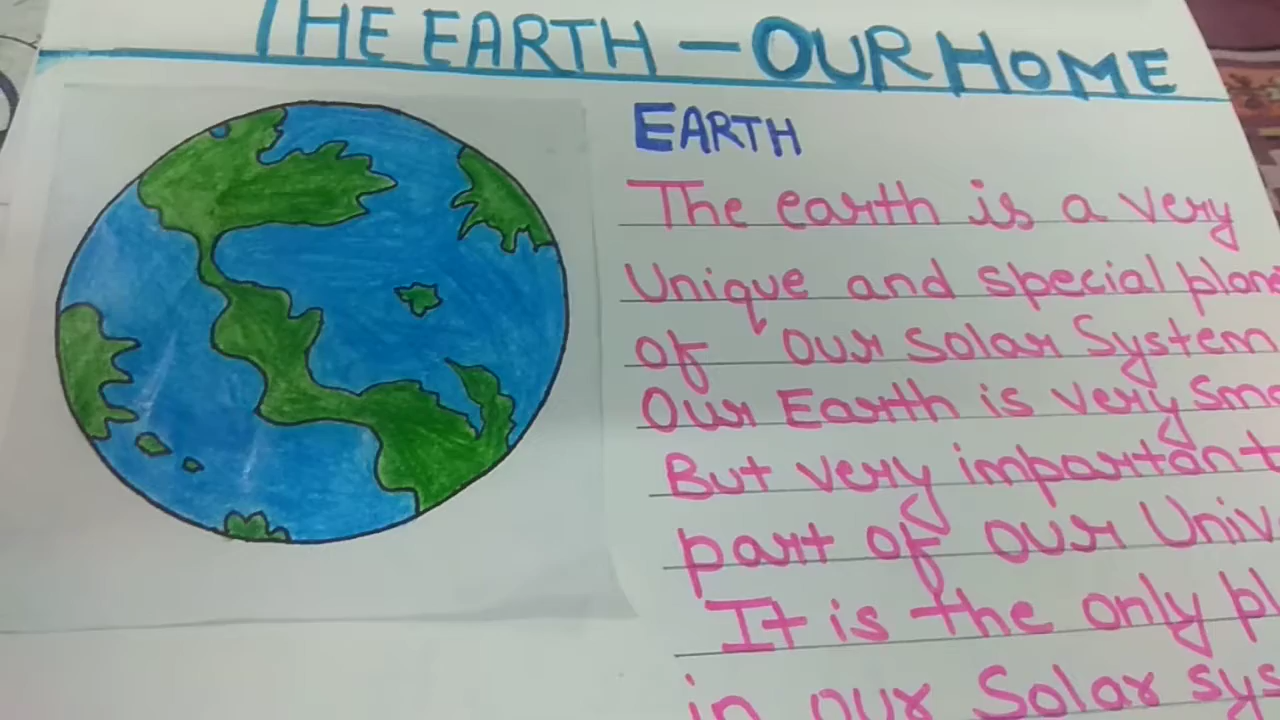 THE EARTH – OUR HOME
EARTH
The earth is a very
Unique and special
of our Solar System
Our Earth is very
But very important
part of our
It is the only
in our Solar